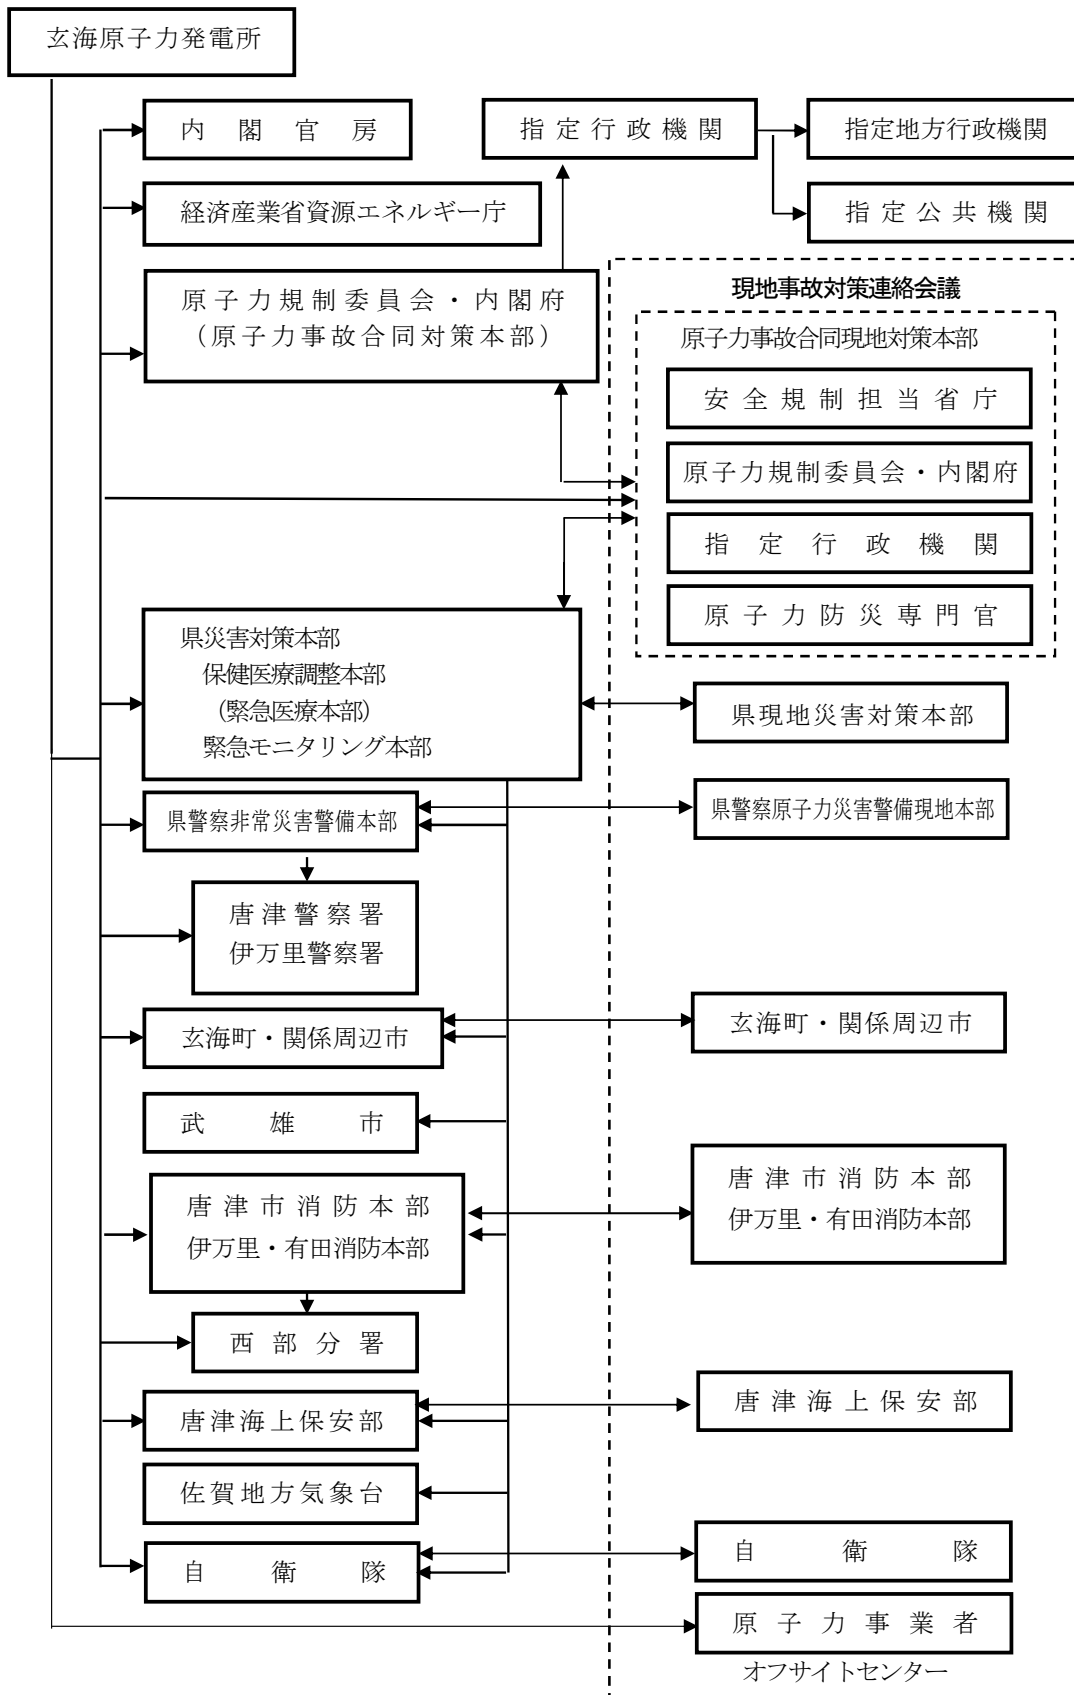 玄海原子力発電所
内閣官房
指定行政機関
指定地方行政機関
経済産業省資源エネルギー庁
指定公共機関
原子力規制委員会・内閣府
（原子力事故合同対策本部）
現地事故対策連絡会議
原子力事故合同現地対策本部
安全規制担当省庁
原子力規制委員会・内閣府
指定行政機関
原子力防災専門官
県災害対策本部
保健医療調整本部
（緊急医療本部）
緊急モニタリング本部
県現地災害対策本部
県警察非常災害警備本部
県警察原子力災害警備現地本部
唐津警察署
伊万里警察署
玄海町・関係周辺市
玄海町・関係周辺市
武雄市
唐津市消防本部
伊万里・有田消防本部
唐津市消防本部
伊万里・有田消防本部
西部分署
唐津海上保安部
唐津海上保安部
佐賀地方気象台
自衛隊
自衛隊
原子力事業者
オフサイトセンター